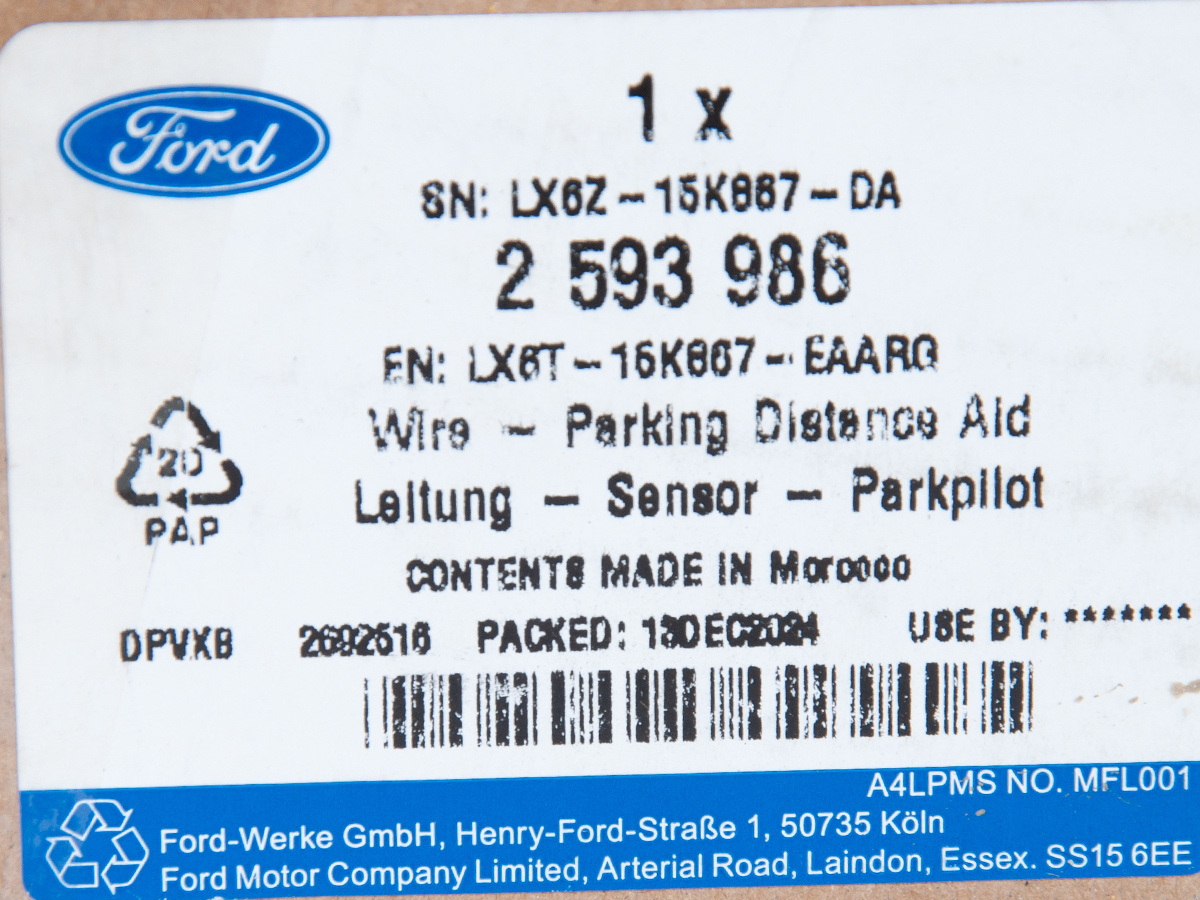 Ford
1 x
SN: LX6Z - 15K867 - DA
2 593 986
EN: LX6T - 15K867 - EAARG
Wire - Parking Distance Aid
Leitung - Sensor - Parkpilot
20
PAP
CONTENTS MADE IN Morocco
DPVXB 2692516 PACKED: 13DEC2024 USE BY: *******
A4LPMS NO. MFL001
Ford-Werke GmbH, Henry-Ford-Straße 1, 50735 Köln
Ford Motor Company Limited, Arterial Road, Laindon, Essex. SS15 6EE